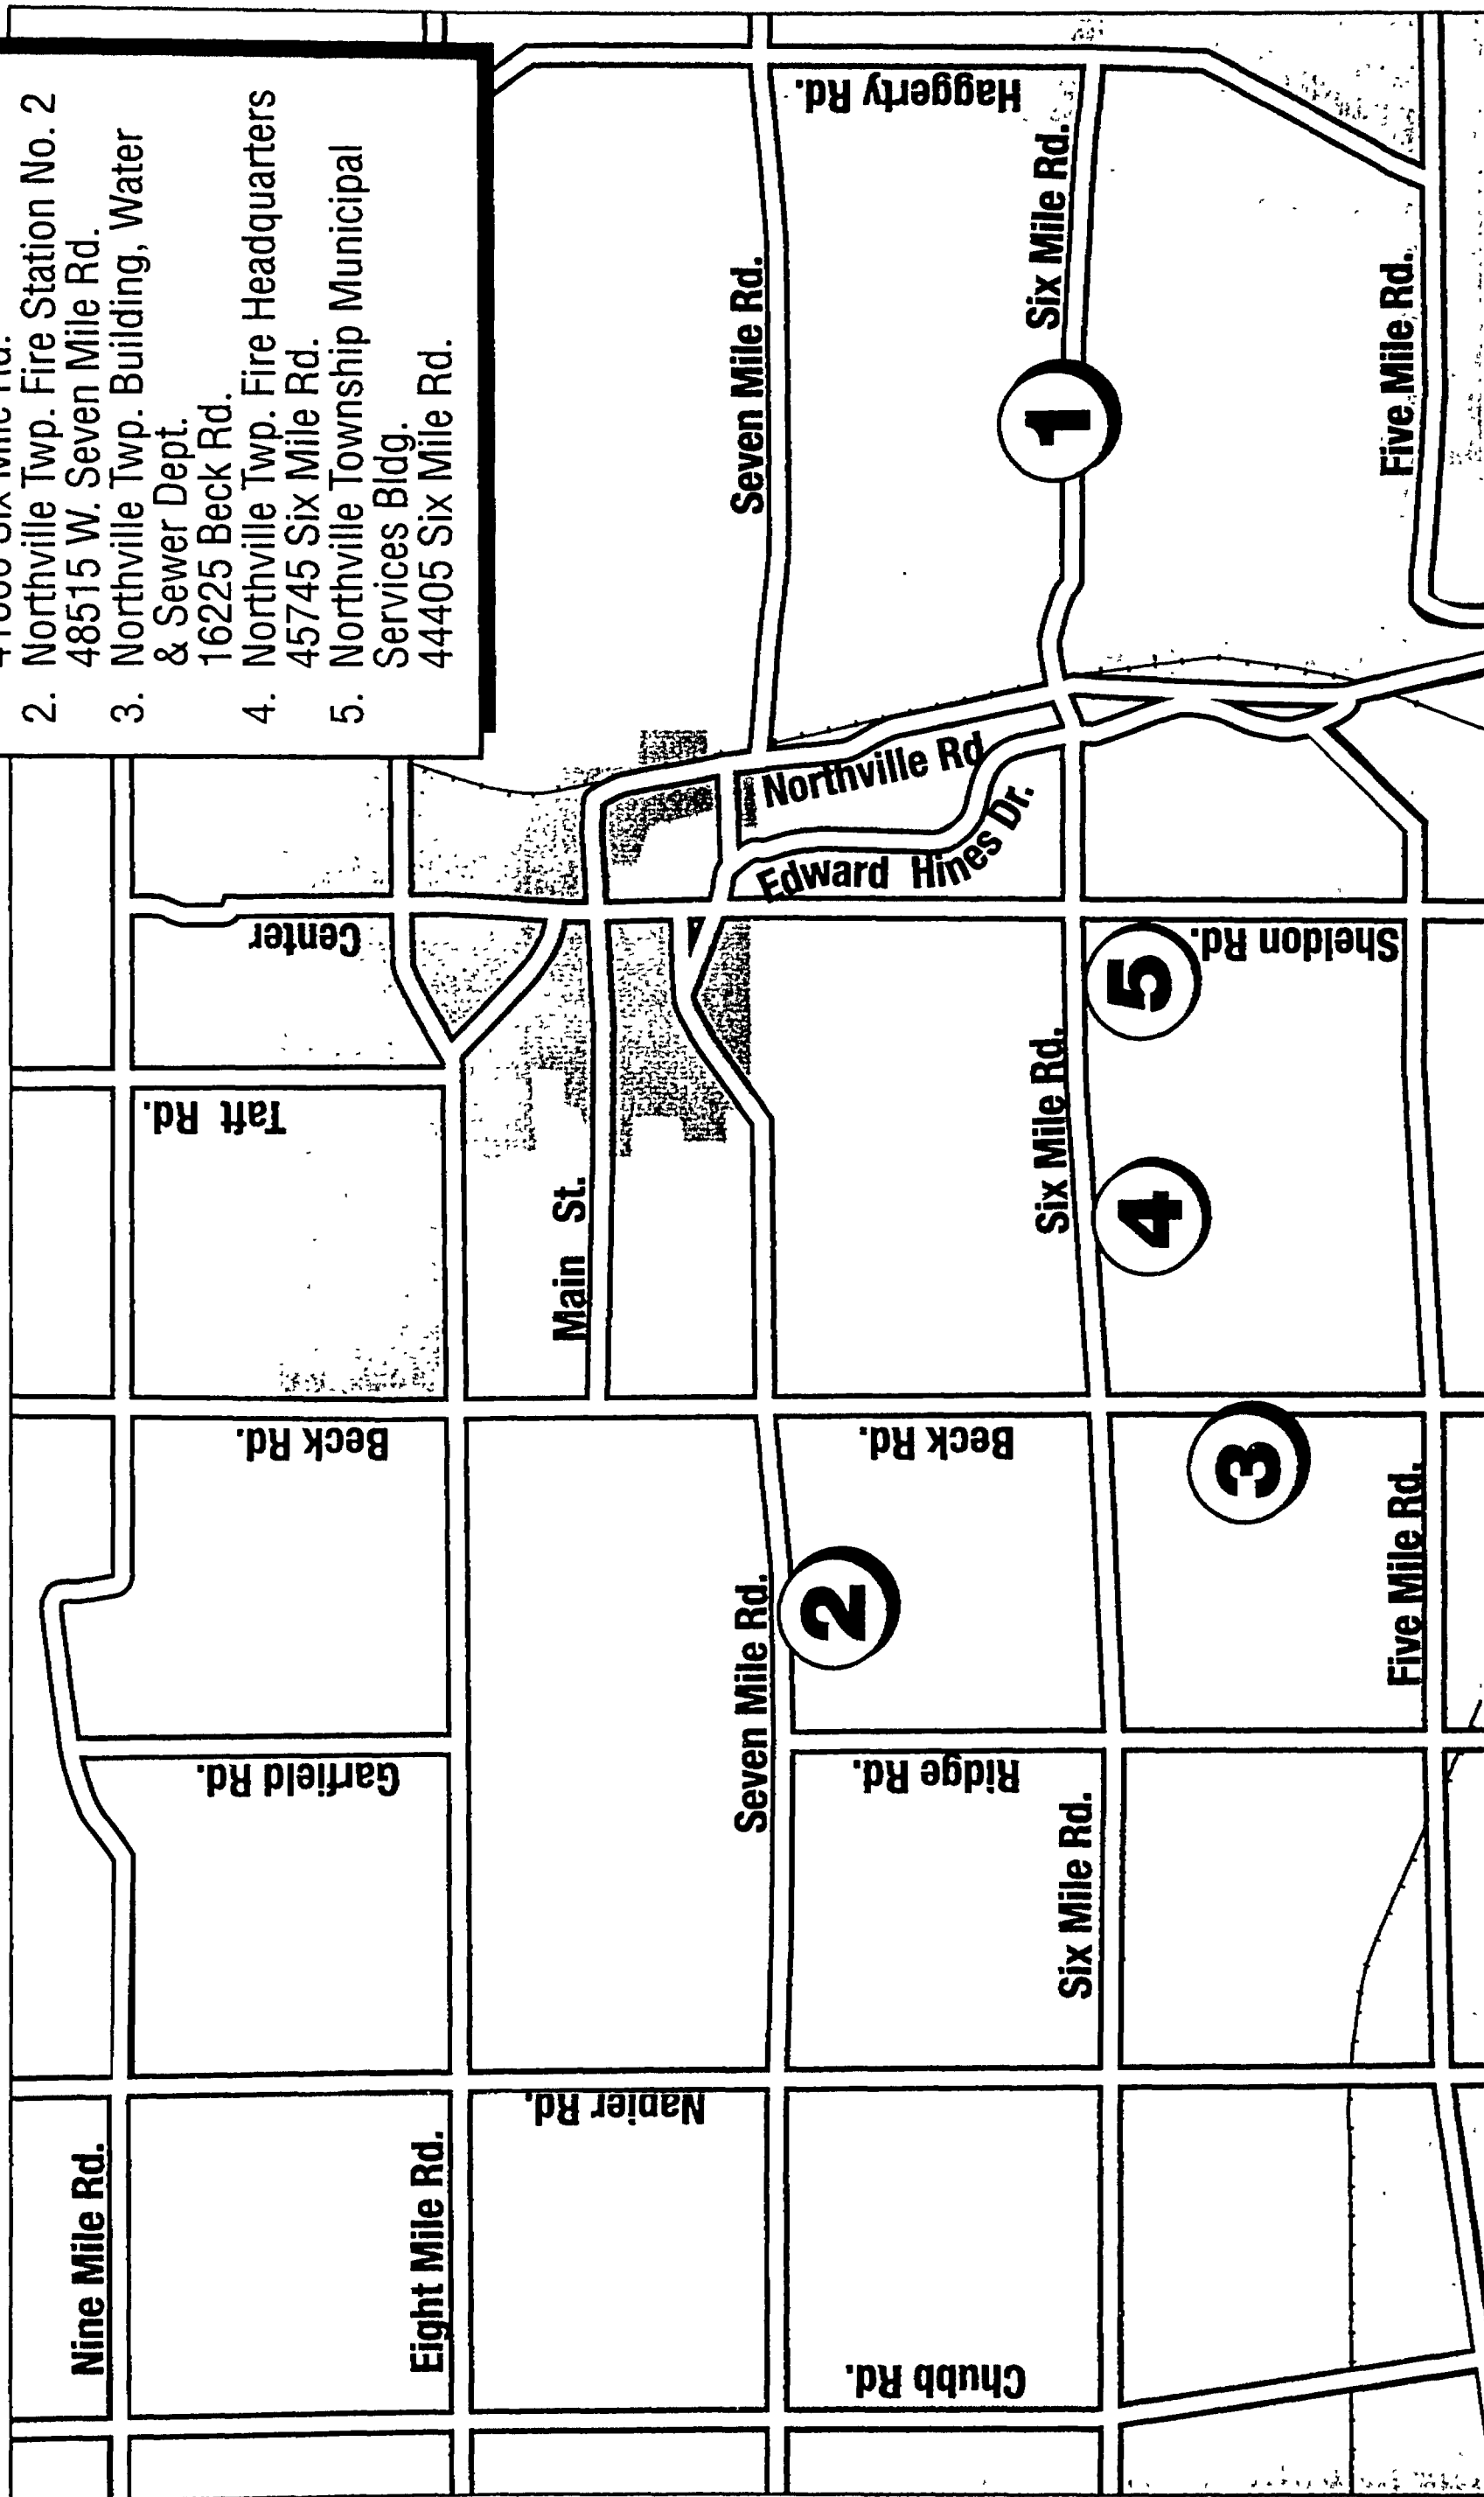 2. Northville Twp. Fire Station No. 2
48515 W. Seven Mile Rd.
3. Northville Twp. Building, Water
& Sewer Dept.
16225 Beck Rd.
4. Northville Twp. Fire Headquarters
45745 Six Mile Rd.
5. Northville Township Municipal
Services Bldg.
44405 Six Mile Rd.
Nine Mile Rd.
Taft Rd.
Center
Beck Rd.
Garfield Rd.
Eight Mile Rd.
Main St.
Napier Rd.
Seven Mile Rd.
Seven Mile Rd.
Northville Rd
Edward Hines Dr.
Haggerty Rd.
Beck Rd.
Ridge Rd.
Chubb Rd.
2
Six Mile Rd.
1
Six Mile Rd.
Six Mile Rd.
5
4
3
Sheldon Rd.
Five Mile Rd.
Five Mile Rd.